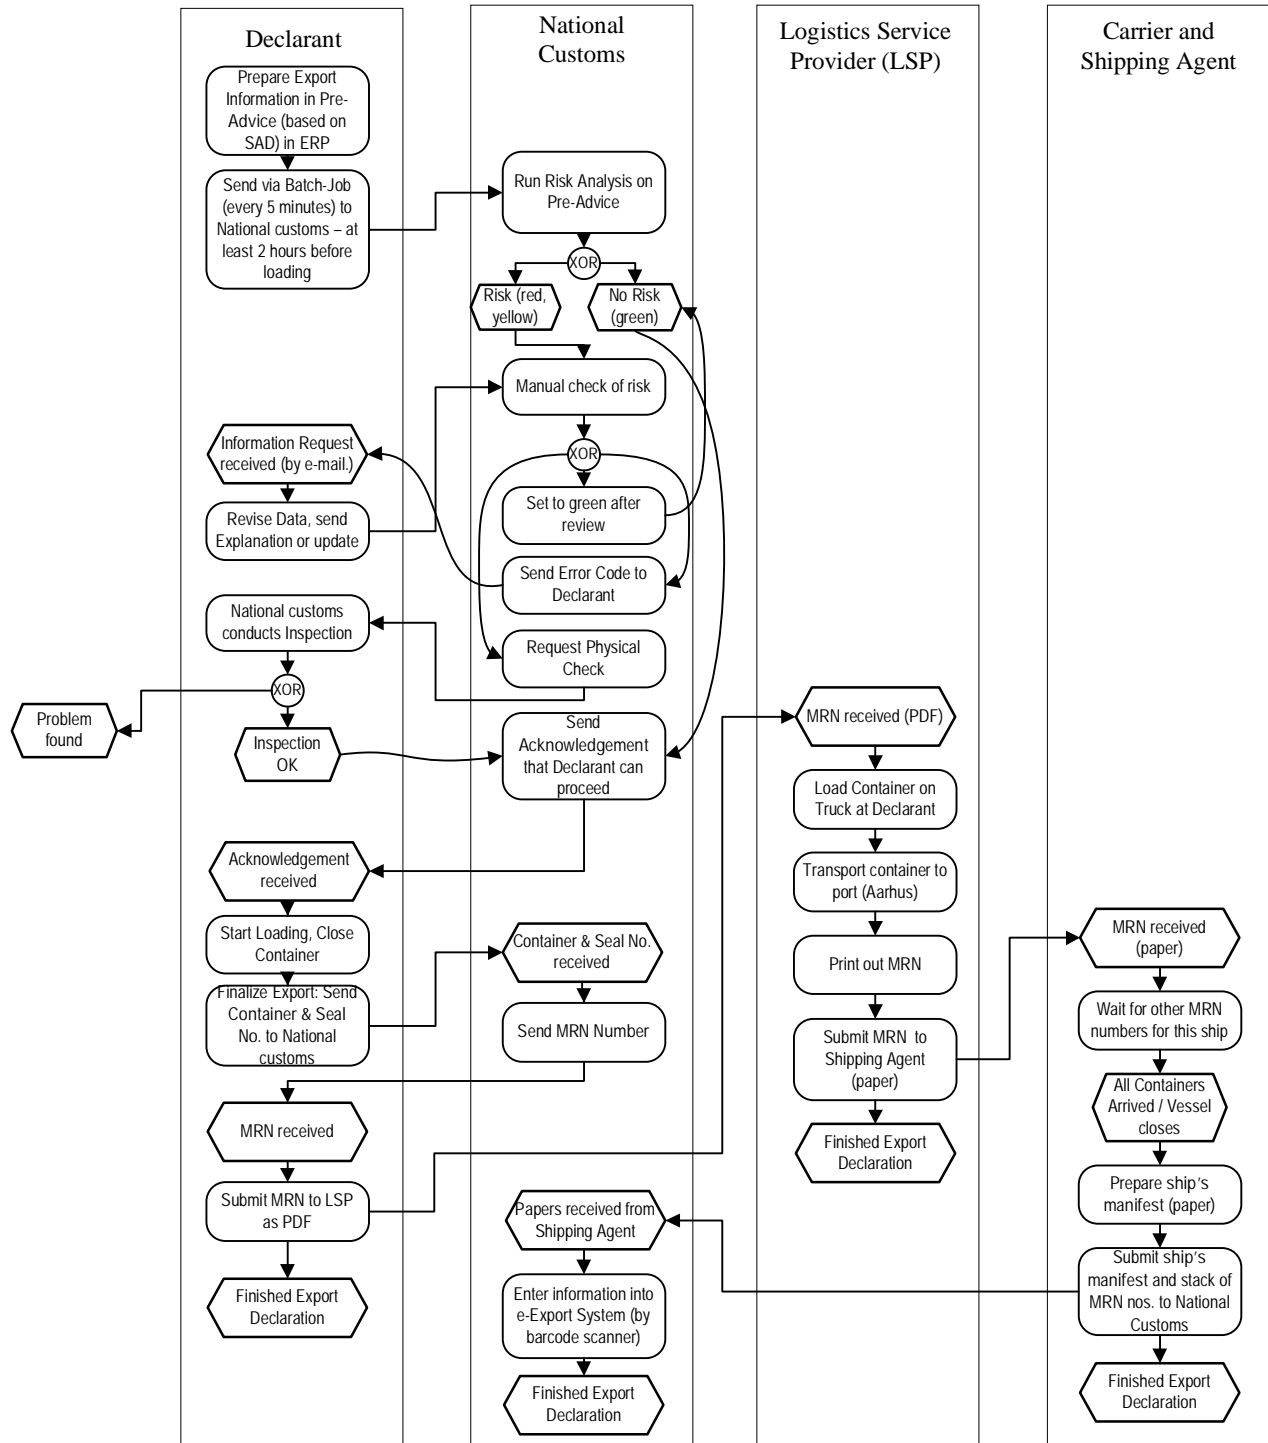 Declarant
Prepare Export
Information in Pre-
Advice (based on
SAD) in ERP
Send via Batch-Job
(every 5 minutes) to
National customs – at
least 2 hours before
loading
Information Request
received (by e-mail.)
Revise Data, send
Explanation or update
National customs
conducts Inspection
XOR
Problem
found
Inspection
OK
Acknowledgement
received
Start Loading, Close
Container
Finalize Export: Send
Container & Seal
No. to National
customs
MRN received
Submit MRN to LSP
as PDF
Finished Export
Declaration
National
Customs
Run Risk Analysis on
Pre-Advice
XOR
Risk (red,
yellow)
No Risk
(green)
Manual check of risk
XOR
Set to green after
review
Send Error Code to
Declarant
Request Physical
Check
Send
Acknowledgement
that Declarant can
proceed
Container & Seal No.
received
Send MRN Number
Papers received from
Shipping Agent
Enter information into
e-Export System (by
barcode scanner)
Finished Export
Declaration
Logistics Service
Provider (LSP)
MRN received (PDF)
Load Container on
Truck at Declarant
Transport container to
port (Aarhus)
Print out MRN
Submit MRN to
Shipping Agent
(paper)
Finished Export
Declaration
Carrier and
Shipping Agent
MRN received
(paper)
Wait for other MRN
numbers for this ship
All Containers
Arrived / Vessel
closes
Prepare ship's
manifest (paper)
Submit ship's
manifest and stack of
MRN nos. to National
Customs
Finished Export
Declaration